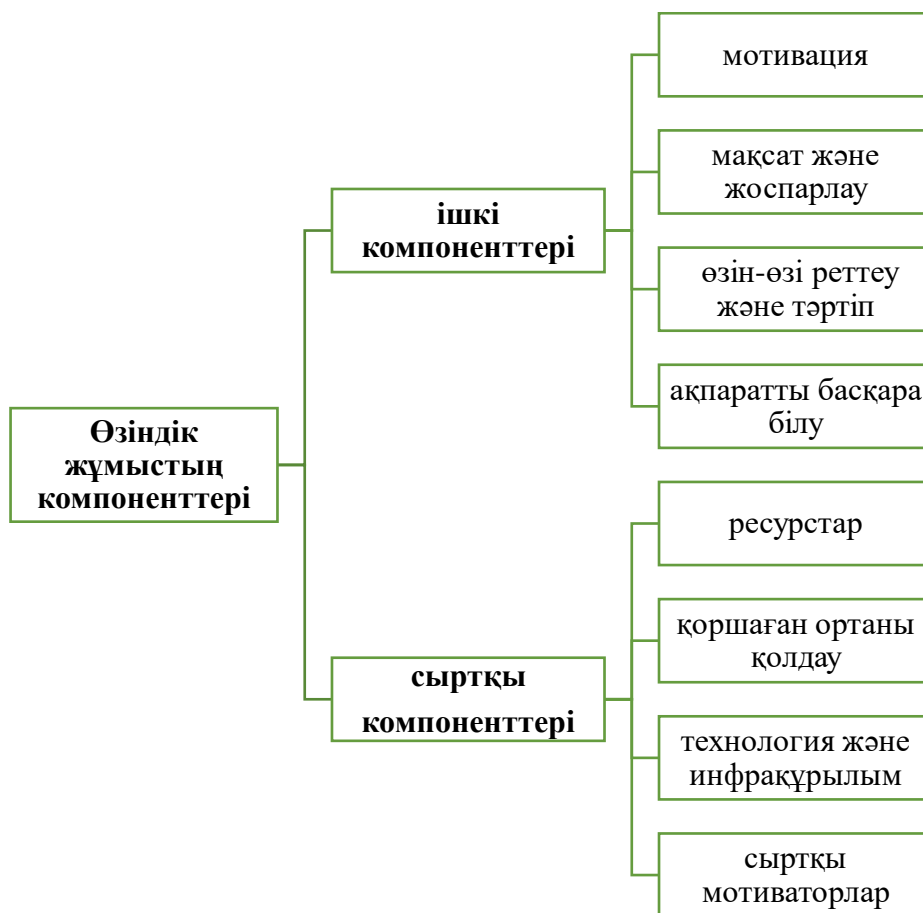 мотивация
мақсат және
жоспарлау
ішкі
компоненттері
өзін-өзі реттеу
және тәртіп
ақпаратты басқара
білу
Өзіндік
жұмыстың
компоненттері
ресурстар
қоршаған ортаны
қолдау
сыртқы
компоненттері
технология және
инфрақұрылым
сыртқы
мотиваторлар